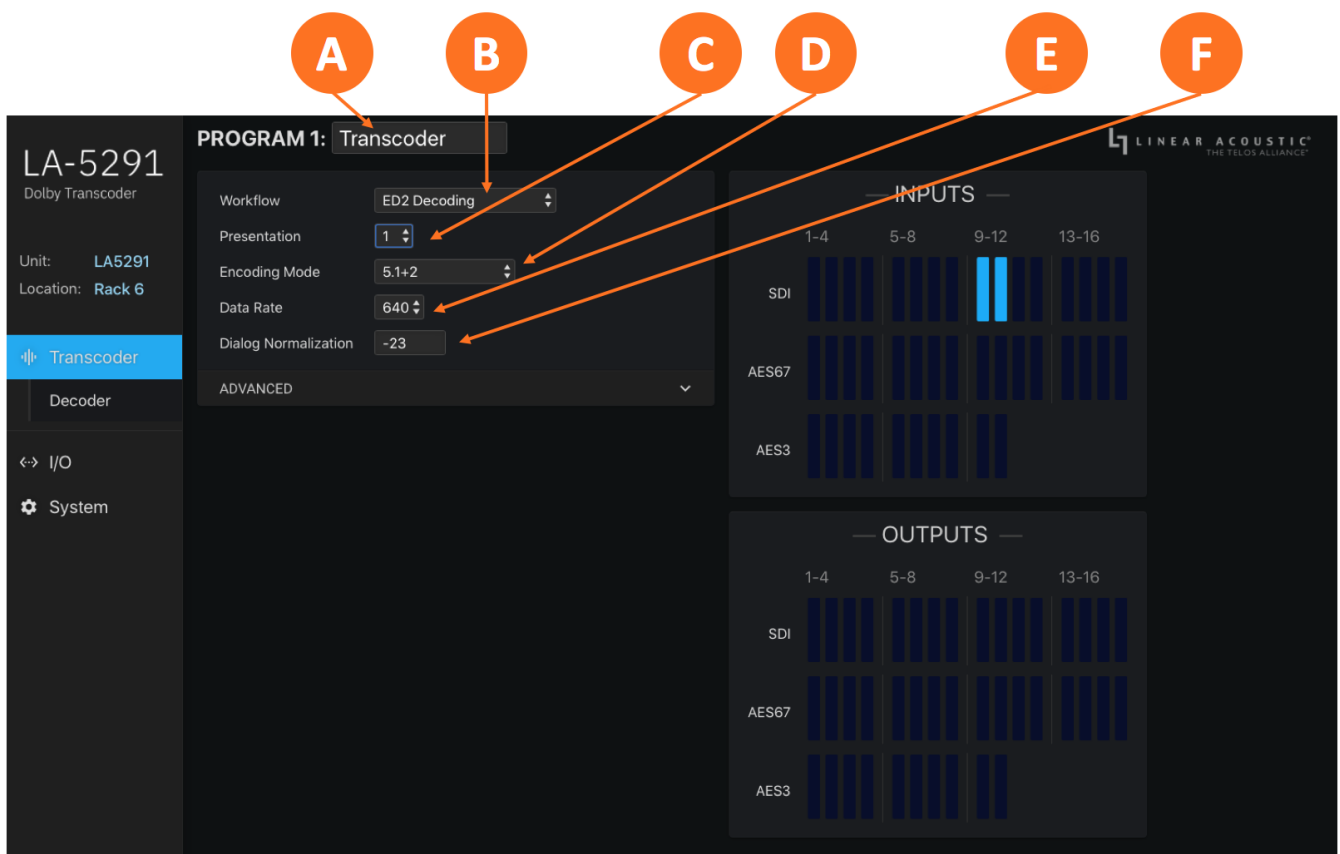 A B C D E F
LA-5291
Dolby Transcoder
Unit: LA5291
Location: Rack 6
Transcoder
Decoder
I/O
System
PROGRAM 1: Transcoder
Workflow ED2 Decoding
Presentation 1
Encoding Mode 5.1+2
Data Rate 640
Dialog Normalization -23
ADVANCED
LINEAR ACOUSTIC®
THE TELOS ALLIANCE®
INPUTS
1-4 5-8 9-12 13-16
SDI
AES67
AES3
OUTPUTS
1-4 5-8 9-12 13-16
SDI
AES67
AES3